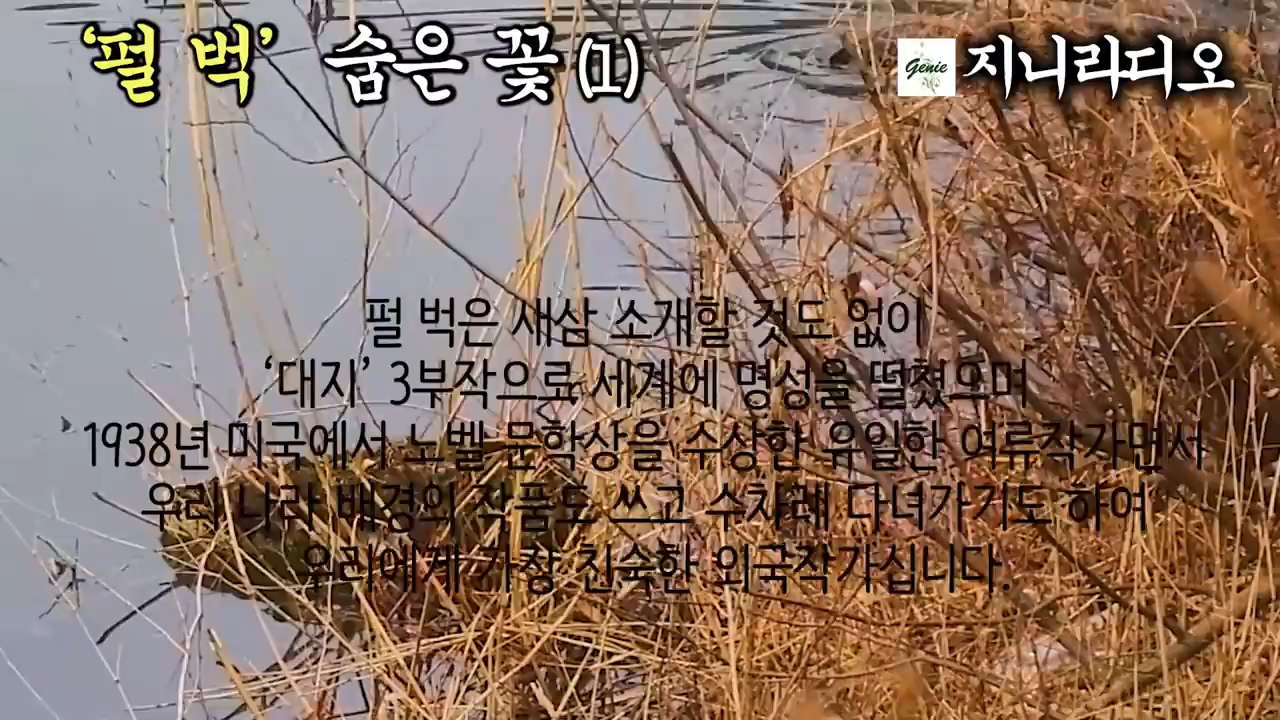 ‘펄 벅’ 숨은 꽃 (1)
Genie 지니라디오
펄 벅은 새삼 소개할 것도 없이
‘대지’ 3부작으로 세계에 명성을 떨쳤으며
1938년 미국에서 노벨 문학상을 수상한 유일한 여류작가면서
우리 나라 배경의 작품도 쓰고 수차례 다녀가기도 하여
우리에게 가장 친숙한 외국작가십니다.